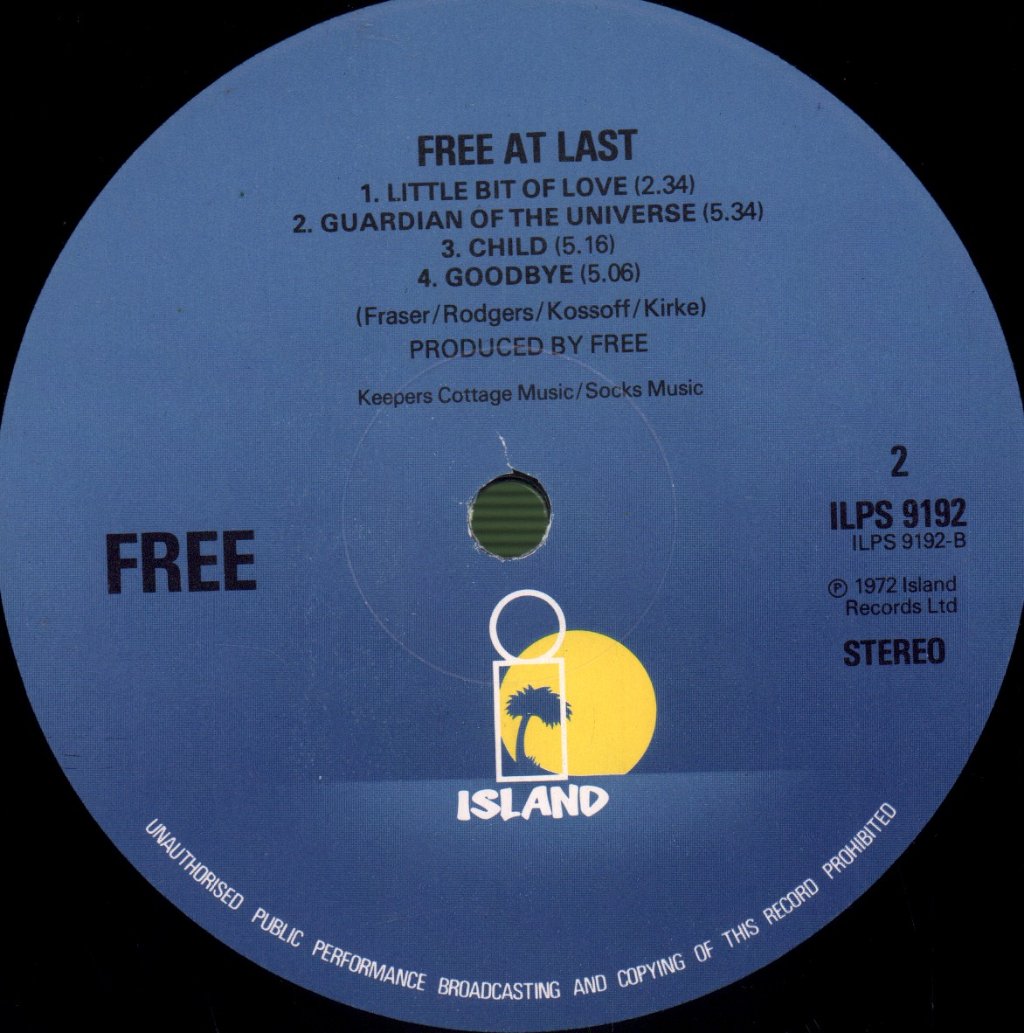 FREE AT LAST
1. LITTLE BIT OF LOVE (2.34)
2. GUARDIAN OF THE UNIVERSE (5.34)
3. CHILD (5.16)
4. GOODBYE (5.06)
(Fraser/Rodgers/Kossoff/Kirke)
PRODUCED BY FREE
Keepers Cottage Music/Socks Music
2
ILPS 9192
ILPS 9192-B
FREE
℗ 1972 Island
Records Ltd
STEREO
ISLAND
UNAUTHORISED PUBLIC PERFORMANCE BROADCASTING AND COPYING OF THIS RECORD PROHIBITED